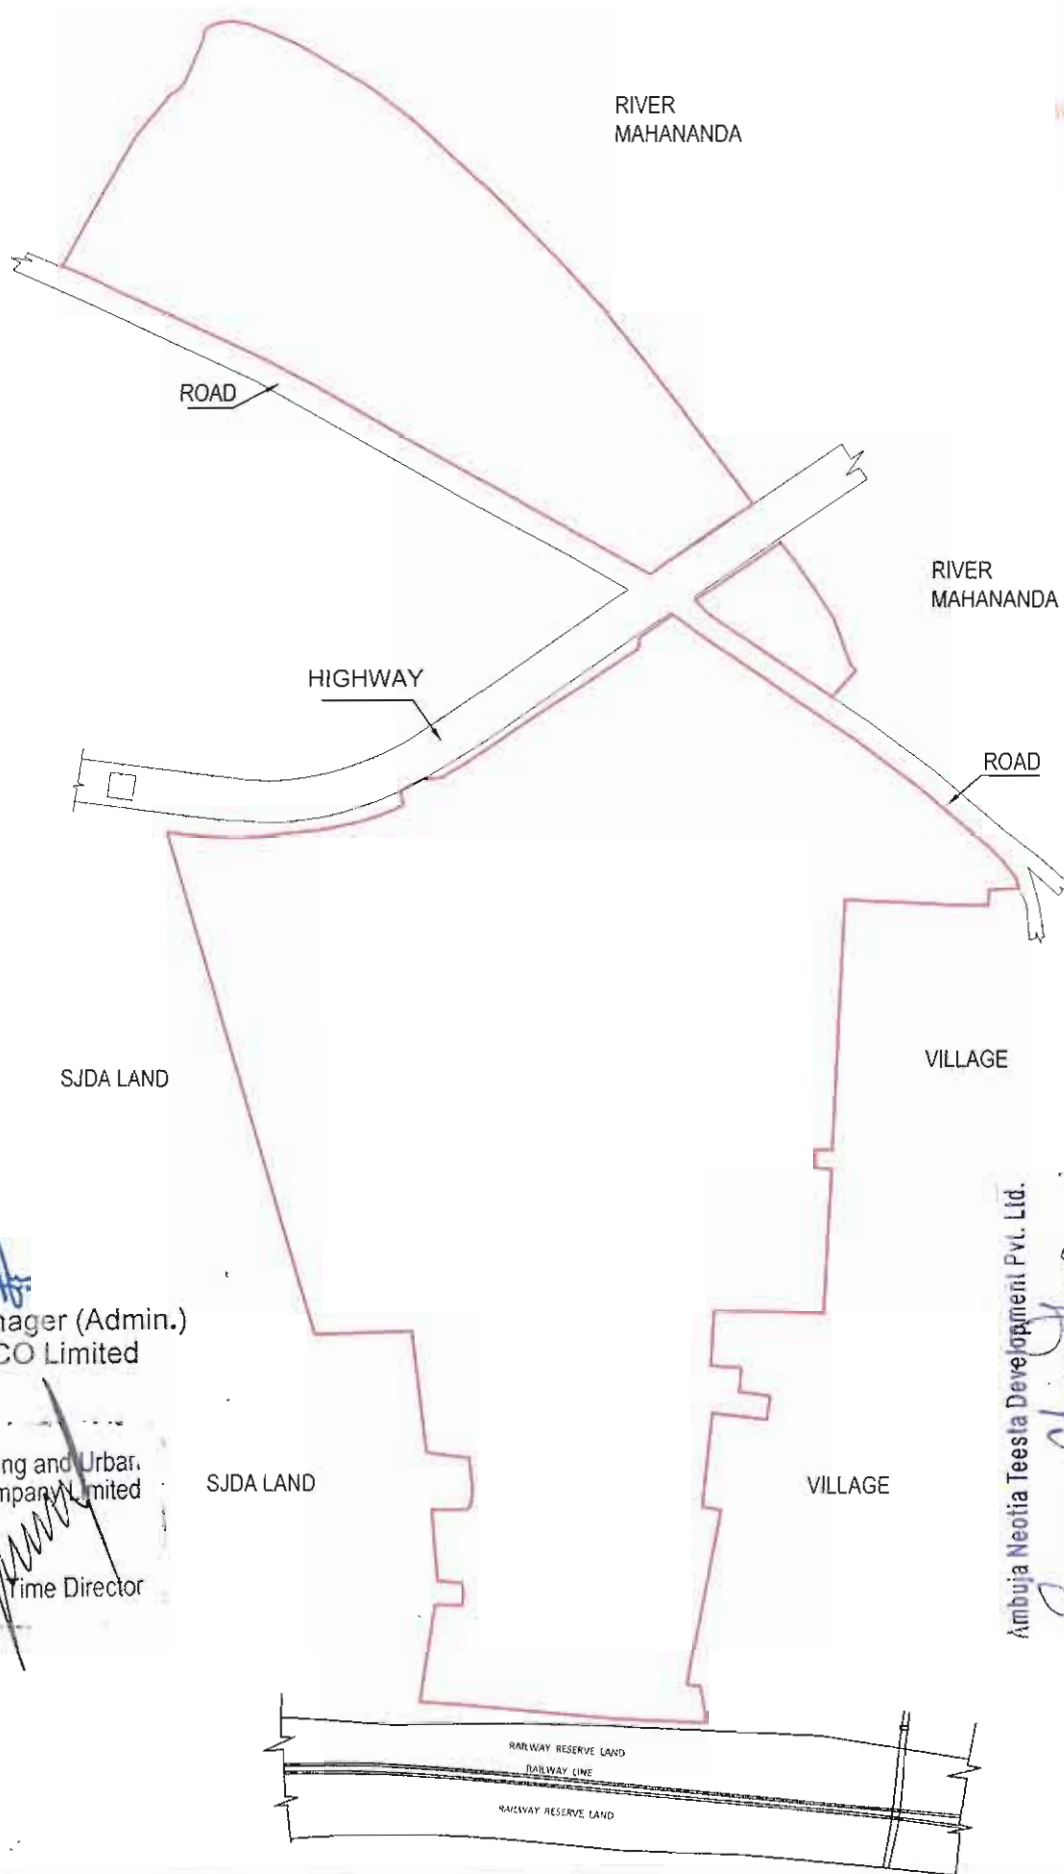 RIVER
MAHANANDA
ROAD
RIVER
MAHANANDA
HIGHWAY
ROAD
SJDA LAND
VILLAGE
nager (Admin.)
CO Limited
ng and Urban
mpany Limited
Time Director
SJDA LAND
VILLAGE
Ambuja Neotia Teesta Development Pvt. Ltd.
RAILWAY RESERVE LAND
RAILWAY LINE
RAILWAY RESERVE LAND